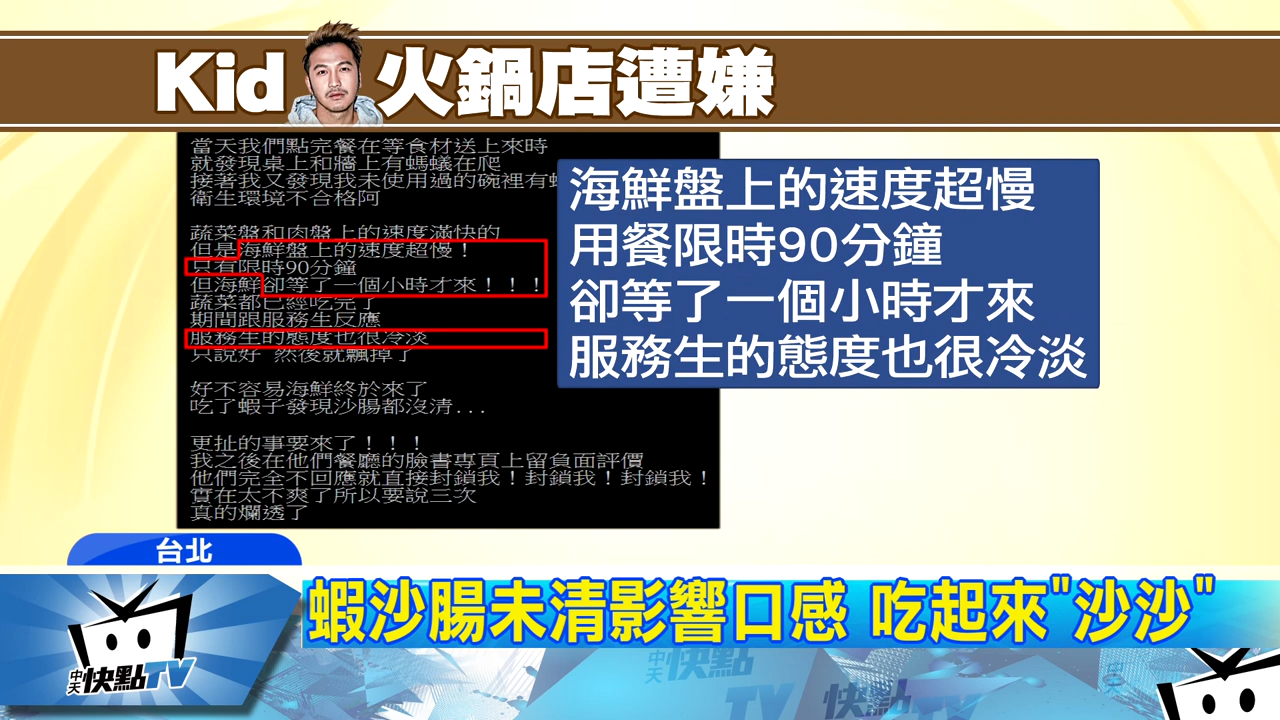 Kid 火鍋店遭嫌
當天我們點完餐在等食材送上來時
就發現桌上和牆上有螞蟻在爬
接著我又發現我未使用過的碗裡有
衛生環境不合格阿
蔬菜盤和肉盤上的速度滿快的
但是海鮮盤上的速度超慢！
只有限時90分鐘
但海鮮卻等了一個小時才來！！！
蔬菜都已經吃完了
期間跟服務生反應
服務生的態度也很冷淡
只說好 然後就飄掉了
好不容易海鮮終於來了
吃了蝦子發現沙腸都沒清...
更扯的事要來了！！！
我之後在他們餐廳的臉書專頁上留負面評價
他們完全不回應就直接封鎖我！封鎖我！封鎖我！
實在太不爽了所以要說三次
真的爛透了
海鮮盤上的速度超慢
用餐限時90分鐘
卻等了一個小時才來
服務生的態度也很冷淡
台北
蝦沙腸未清影響口感 吃起來"沙沙"
中天快點TV
中天快點TV
快點TV
中天